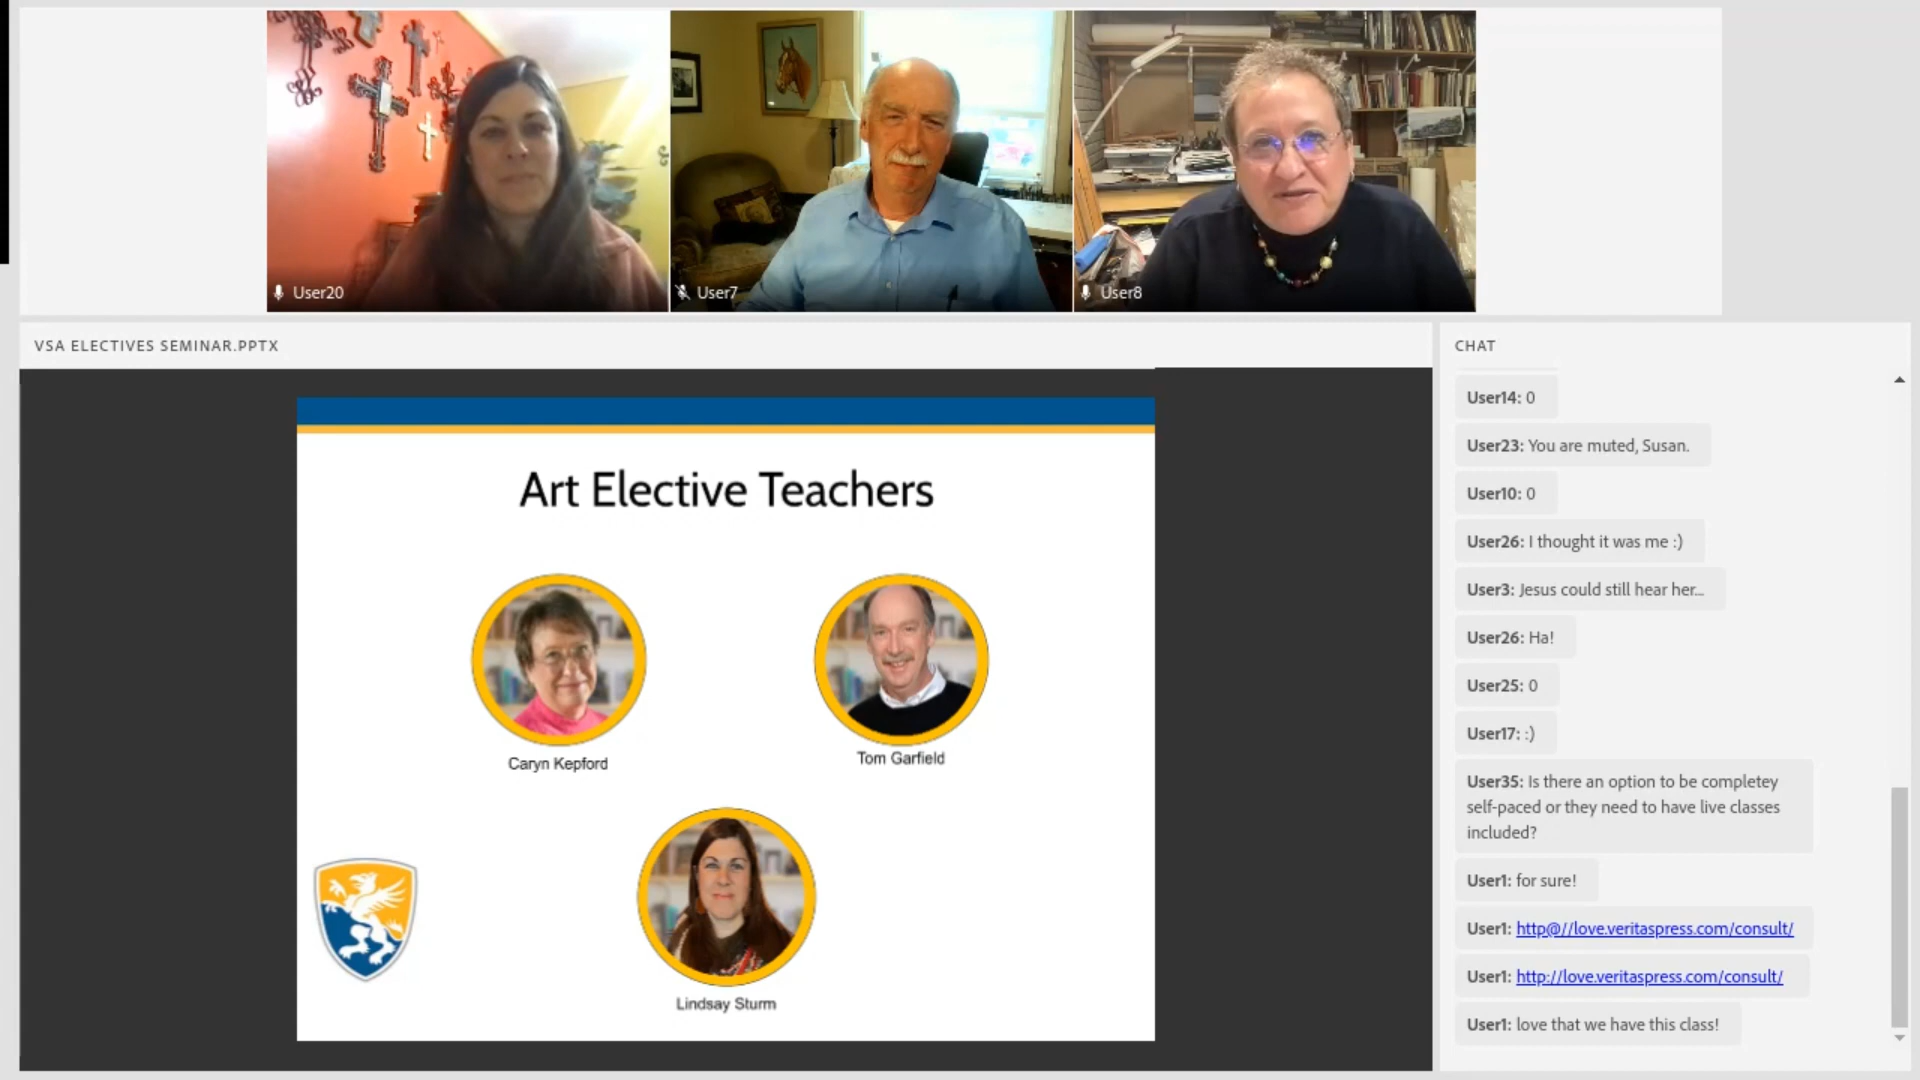 User20
User7
User8
VSA ELECTIVES SEMINAR.PPTX
Art Elective Teachers
Caryn Kepford
Tom Garfield
Lindsay Sturm
CHAT
User14: 0
User23: You are muted, Susan.
User10: 0
User26: I thought it was me :)
User3: Jesus could still hear her...
User26: Ha!
User25: 0
User17: :)
User35: Is there an option to be completey
self-paced or they need to have live classes
included?
User1: for sure!
User1: http@//love.veritaspress.com/consult/
User1: http://love.veritaspress.com/consult/
User1: love that we have this class!